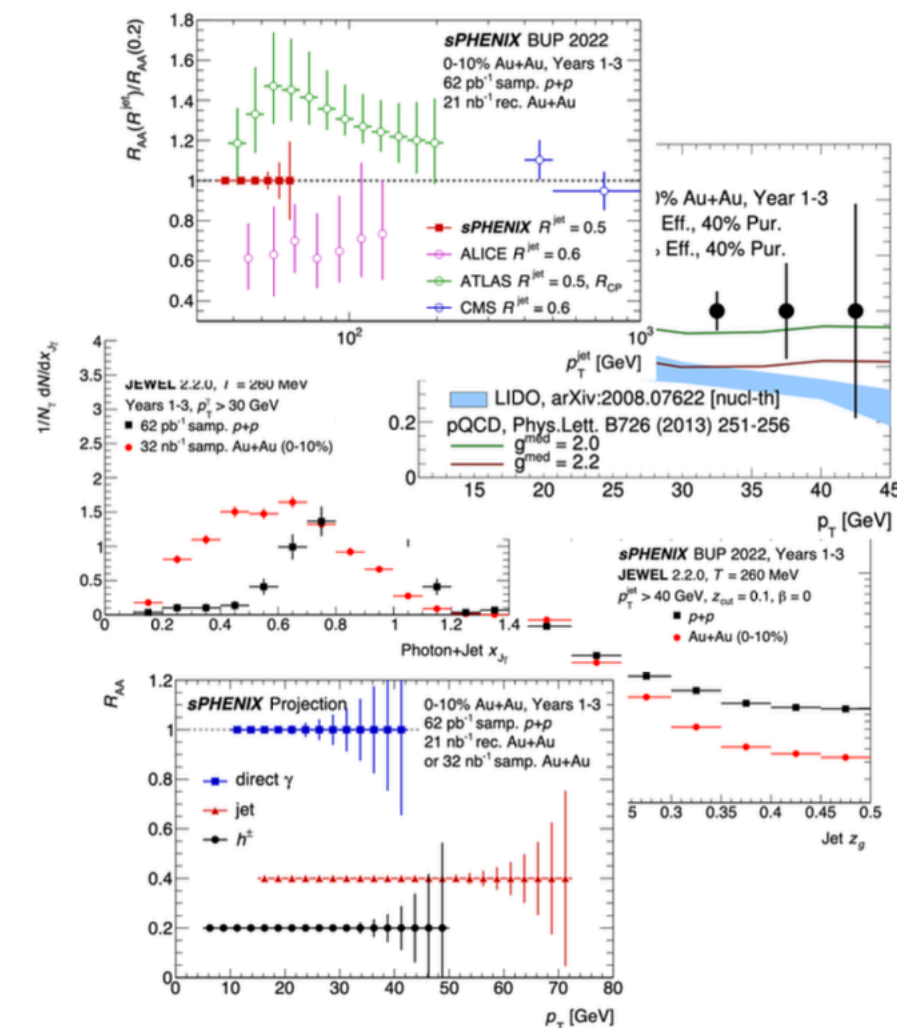 1.8
1.6
1.4
1.2
1
0.8
0.6
0.4
R_AA(R^jet)/R_AA(0.2)
sPHENIX BUP 2022
0-10% Au+Au, Years 1-3
62 pb⁻¹ samp. p+p
21 nb⁻¹ rec. Au+Au
sPHENIX R^jet = 0.5
ALICE R^jet = 0.6
ATLAS R^jet = 0.5, R_CP
CMS R^jet = 0.6
10² 10³
p_T^jet [GeV]
0% Au+Au, Year 1-3
Eff., 40% Pur.
Eff., 40% Pur.
LIDO, arXiv:2008.07622 [nucl-th]
pQCD, Phys.Lett. B726 (2013) 251-256
g^med = 2.0
g^med = 2.2
0.2
0
15 20 25 30 35 40 45
p_T [GeV]
1/N_γ dN/dx_Jγ
4
3.5
3
2.5
2
1.5
1
0.5
0
JEWEL 2.2.0, T = 260 MeV
Years 1-3, p_T^γ > 30 GeV
62 pb⁻¹ samp. p+p
32 nb⁻¹ samp. Au+Au (0-10%)
0 0.2 0.4 0.6 0.8 1 1.2 1.4
Photon+Jet x_Jγ
sPHENIX BUP 2022, Years 1-3
JEWEL 2.2.0, T = 260 MeV
p_T^jet > 40 GeV, z_cut = 0.1, β = 0
p+p
Au+Au (0-10%)
5 0.3 0.35 0.4 0.45 0.5
Jet z_g
R_AA
1.2
1
0.8
0.6
0.4
0.2
0
sPHENIX Projection
0-10% Au+Au, Years 1-3
62 pb⁻¹ samp. p+p
21 nb⁻¹ rec. Au+Au
or 32 nb⁻¹ samp. Au+Au
direct γ
jet
h^±
0 10 20 30 40 50 60 70 80
p_T [GeV]